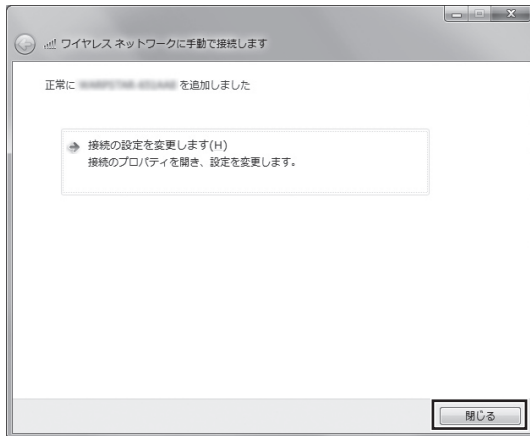 ワイヤレス ネットワークに手動で接続します
正常に を追加しました
接続の設定を変更します(H)
接続のプロパティを開き、設定を変更します。
閉じる